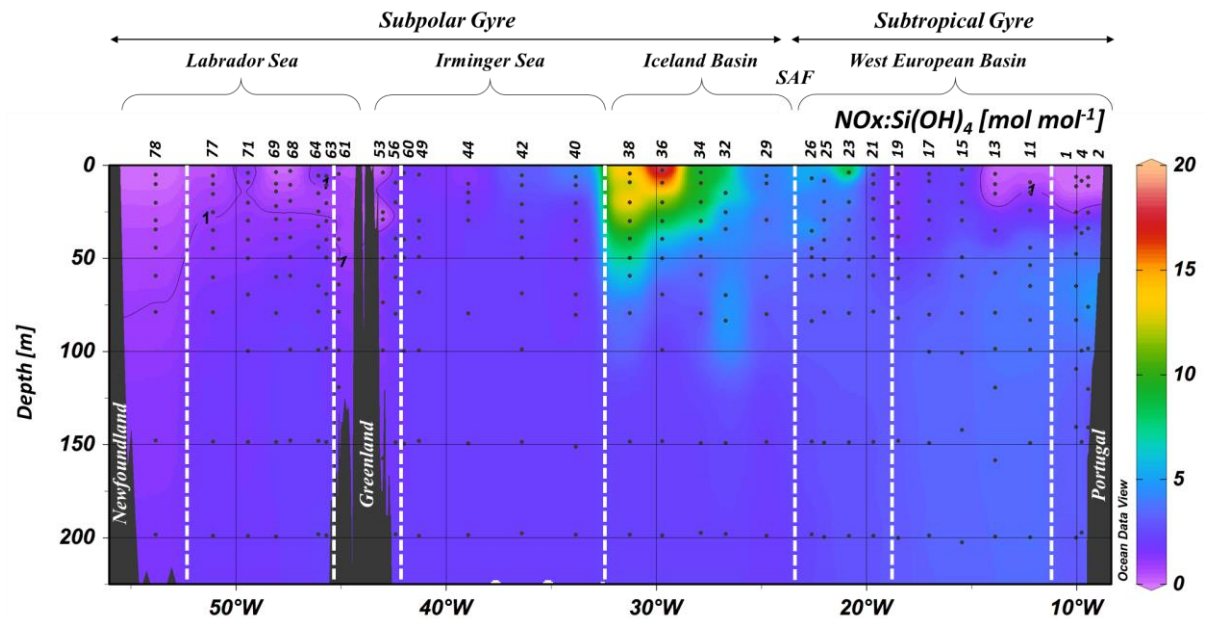 Subpolar Gyre Subtropical Gyre
Labrador Sea Irminger Sea Iceland Basin SAF West European Basin
NOx:Si(OH)₄ [mol mol⁻¹]
78 77 71 69 68 64 63 61 53 56 60 49 44 42 40 38 36 34 32 29 26 25 23 21 19 17 15 13 11 1 4 2
0
50
100
150
200
Depth [m]
1
1
1
1
Newfoundland
Greenland
Portugal
Ocean Data View
20
15
10
5
0
50°W 40°W 30°W 20°W 10°W